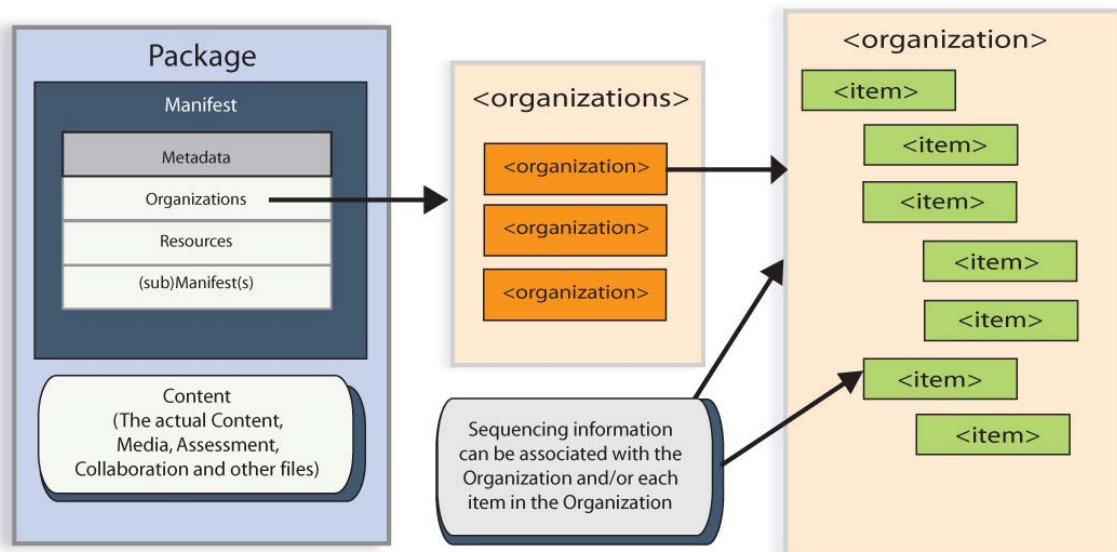 Package
Manifest
Metadata
Organizations
Resources
(sub)Manifest(s)
Content
(The actual Content,
Media, Assessment,
Collaboration and other files)
<organizations>
<organization>
<organization>
<organization>
Sequencing information
can be associated with the
Organization and/or each
item in the Organization
<organization>
<item>
<item>
<item>
<item>
<item>
<item>
<item>